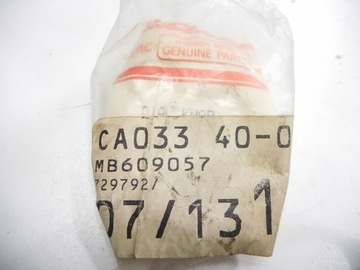 GENUINE PARTS
CA033 40-0
MB609057
729792/
07/131